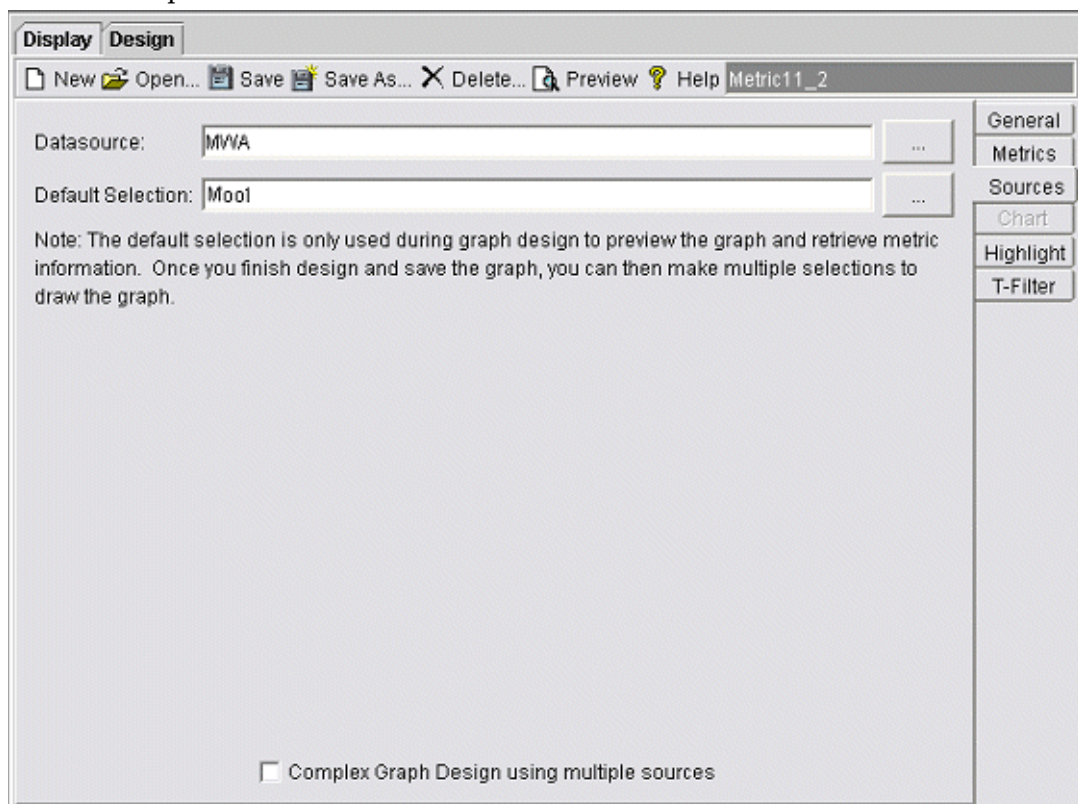 Display Design
New Open... Save Save As... Delete... Preview Help Metric11_2
General
Datasource: MWA ...
Metrics
Default Selection: Moo1 ...
Sources
Chart
Note: The default selection is only used during graph design to preview the graph and retrieve metric
information. Once you finish design and save the graph, you can then make multiple selections to
draw the graph.
Highlight
T-Filter
Complex Graph Design using multiple sources